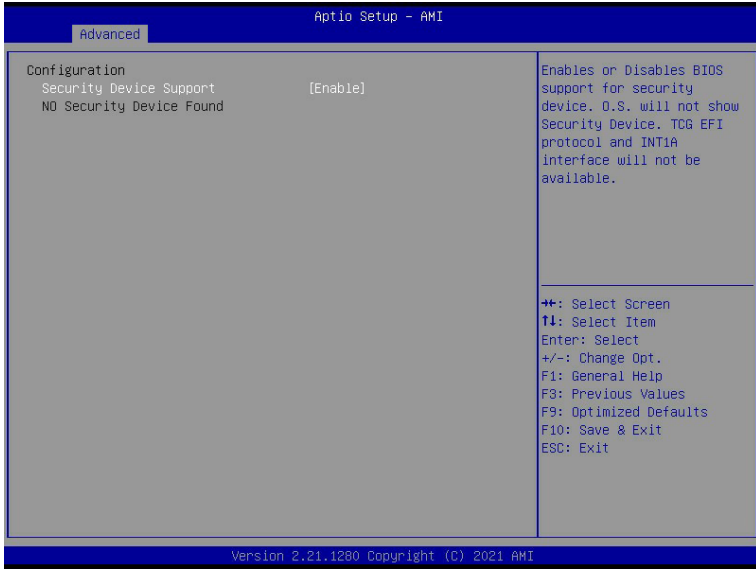 Aptio Setup – AMI
Advanced
Configuration
Security Device Support [Enable]
NO Security Device Found
Enables or Disables BIOS
support for security
device. O.S. will not show
Security Device. TCG EFI
protocol and INT1A
interface will not be
available.
→←: Select Screen
↑↓: Select Item
Enter: Select
+/-: Change Opt.
F1: General Help
F3: Previous Values
F9: Optimized Defaults
F10: Save & Exit
ESC: Exit
Version 2.21.1280 Copyright (C) 2021 AMI